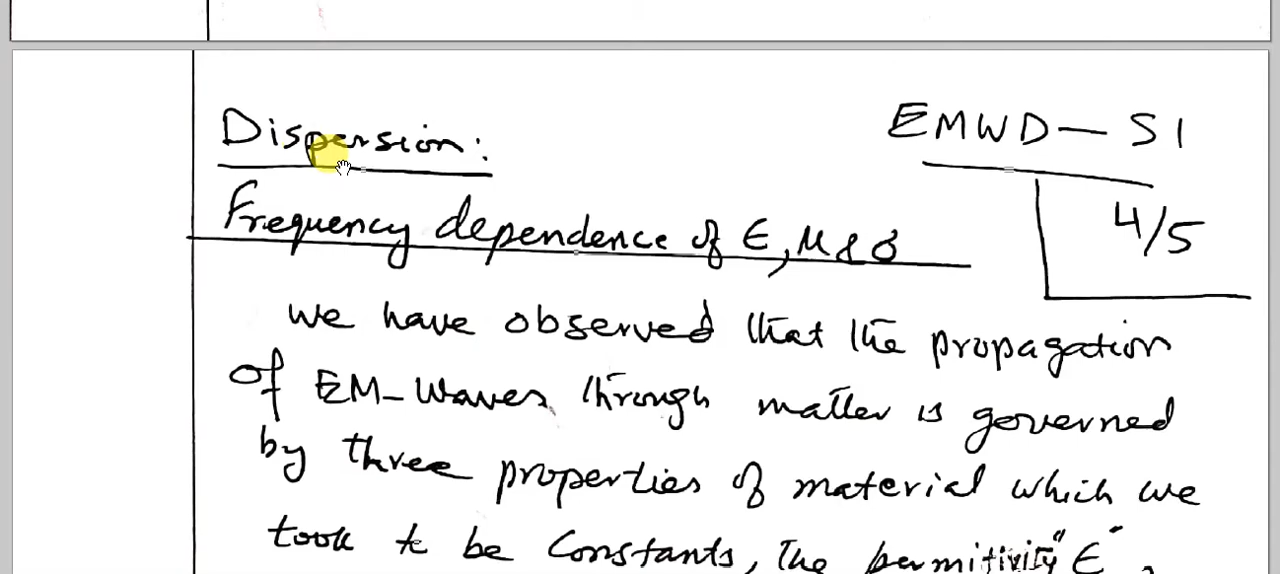 Dispersion:
EMWD - S1
4/5
Frequency dependence of ϵ, μ & σ
we have observed that the propagation
of EM-waves through matter is governed
by three properties of material which we
took to be constants, the permitivity "ϵ"